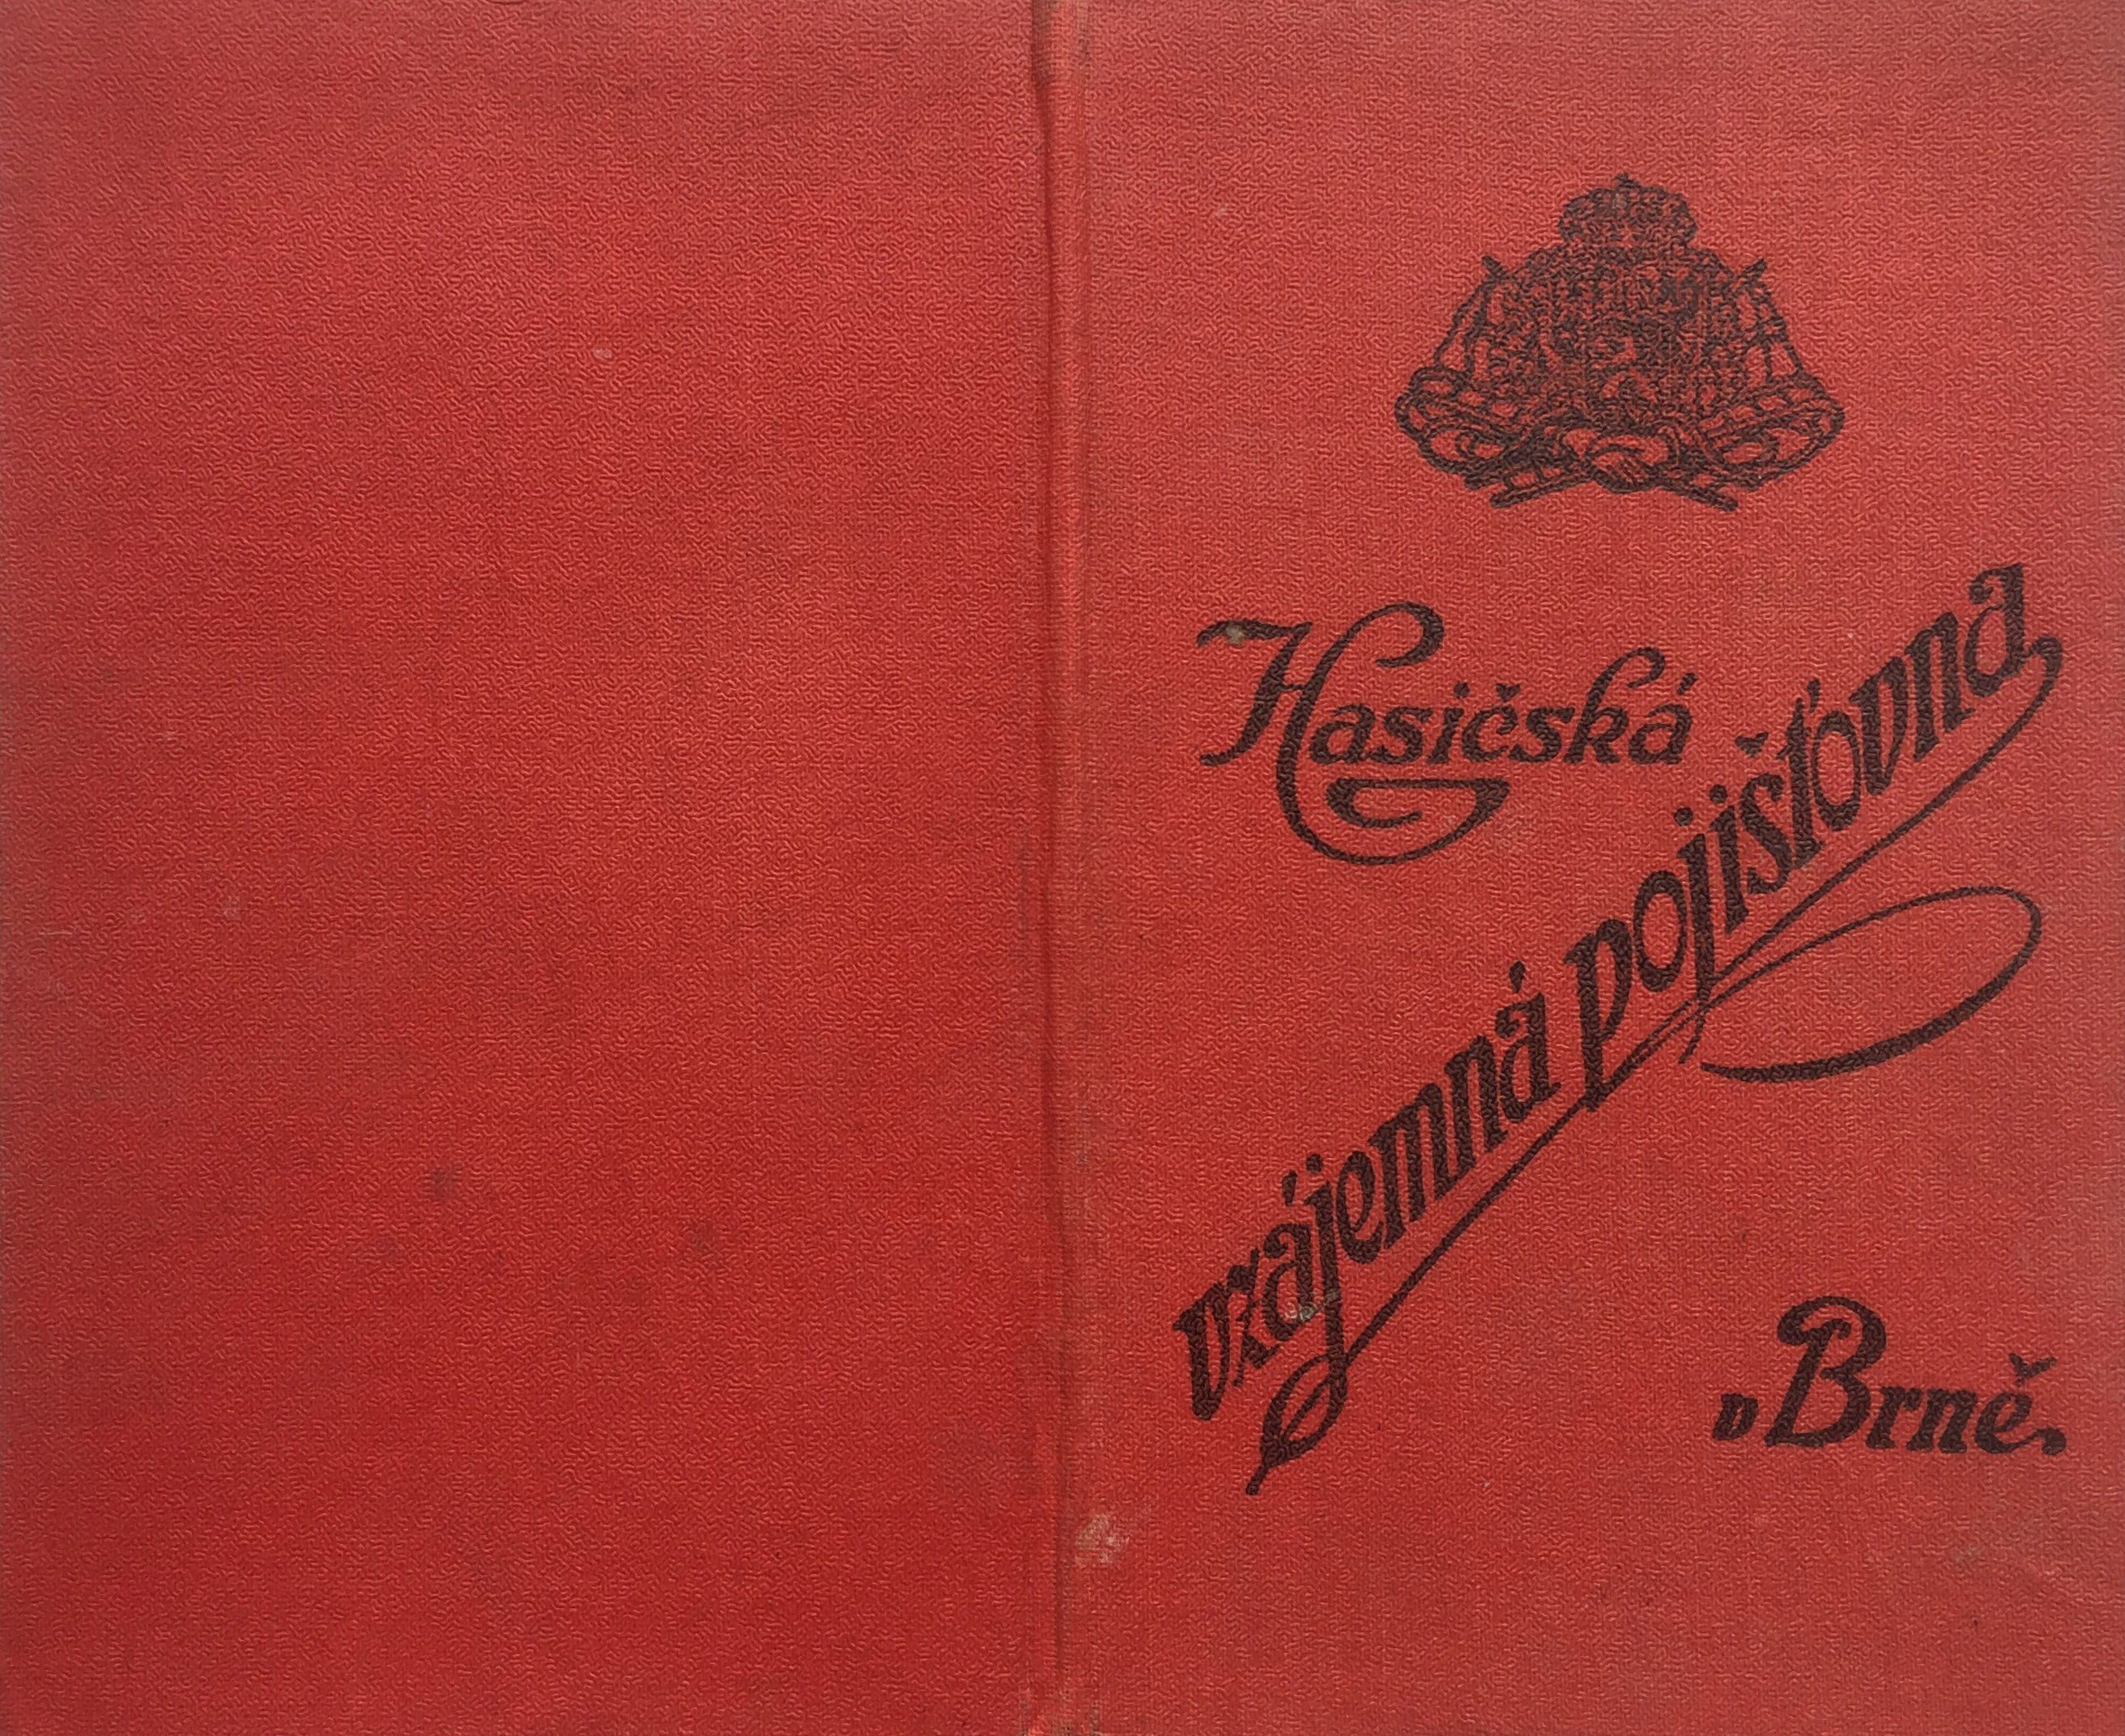 Hasičská
vzájemná pojišťovna
v Brně.